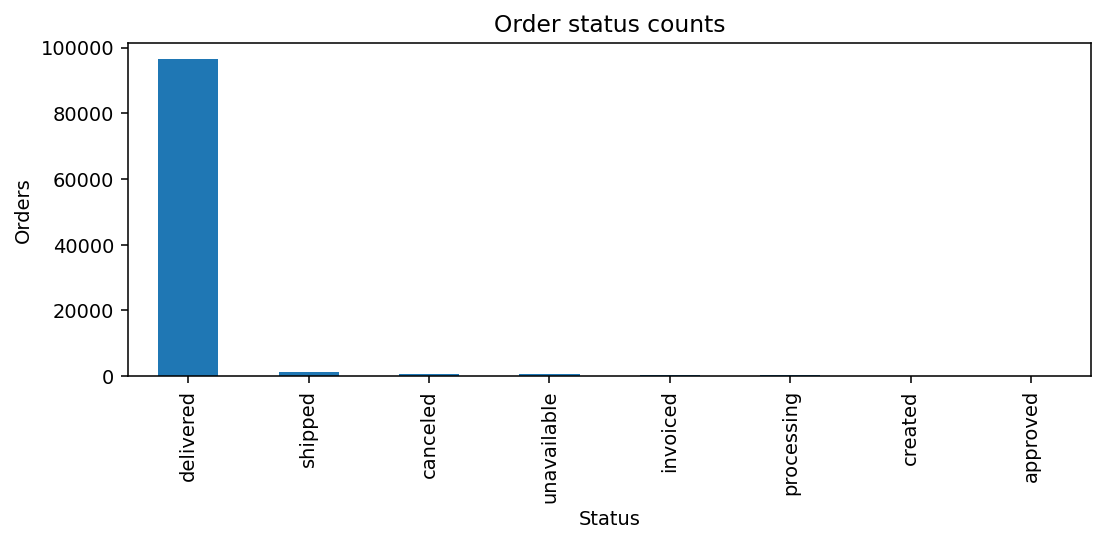 Order status counts
100000
80000
60000
40000
20000
0
Orders
delivered
shipped
canceled
unavailable
invoiced
processing
created
approved
Status